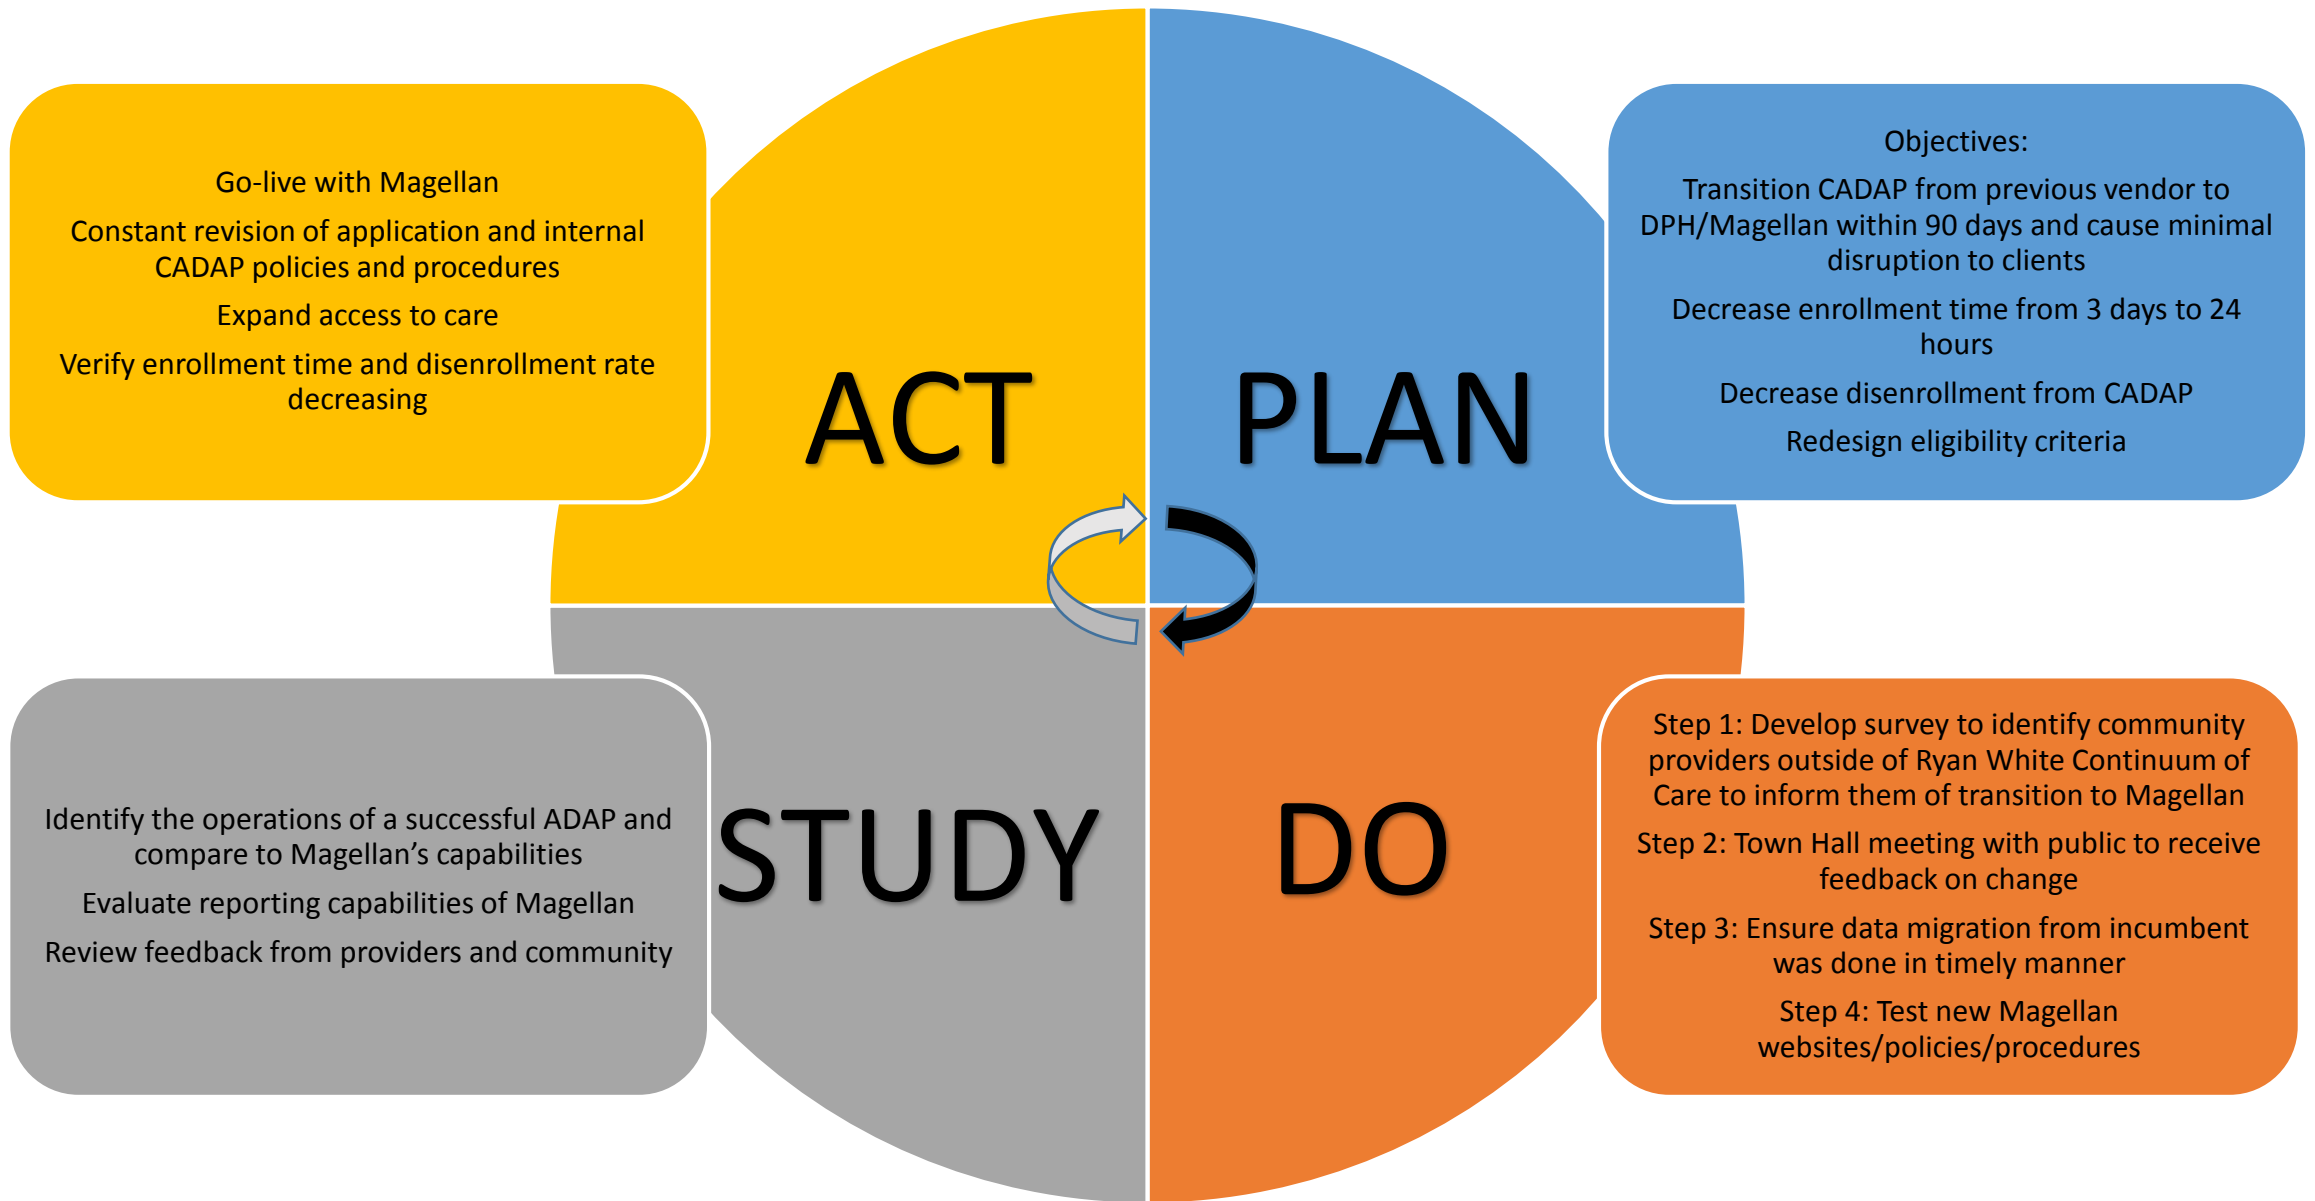 Go-live with Magellan
Constant revision of application and internal
CADAP policies and procedures
Expand access to care
Verify enrollment time and disenrollment rate
decreasing
ACT
PLAN
Objectives:
Transition CADAP from previous vendor to
DPH/Magellan within 90 days and cause minimal
disruption to clients
Decrease enrollment time from 3 days to 24
hours
Decrease disenrollment from CADAP
Redesign eligibility criteria
Identify the operations of a successful ADAP and
compare to Magellan’s capabilities
Evaluate reporting capabilities of Magellan
Review feedback from providers and community
STUDY
DO
Step 1: Develop survey to identify community
providers outside of Ryan White Continuum of
Care to inform them of transition to Magellan
Step 2: Town Hall meeting with public to receive
feedback on change
Step 3: Ensure data migration from incumbent
was done in timely manner
Step 4: Test new Magellan
websites/policies/procedures